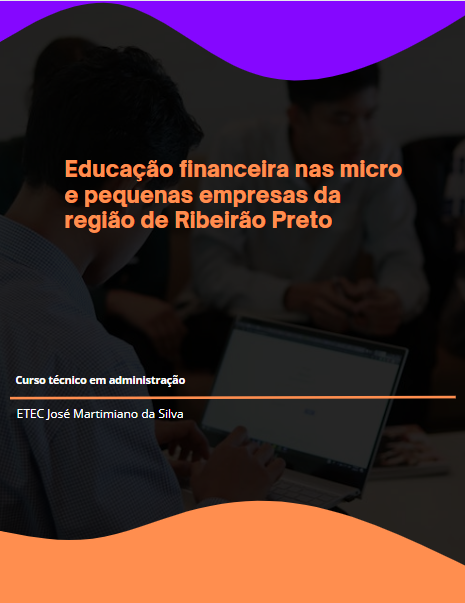 Educação financeira nas micro
e pequenas empresas da
região de Ribeirão Preto
Curso técnico em administração
ETEC José Martimiano da Silva